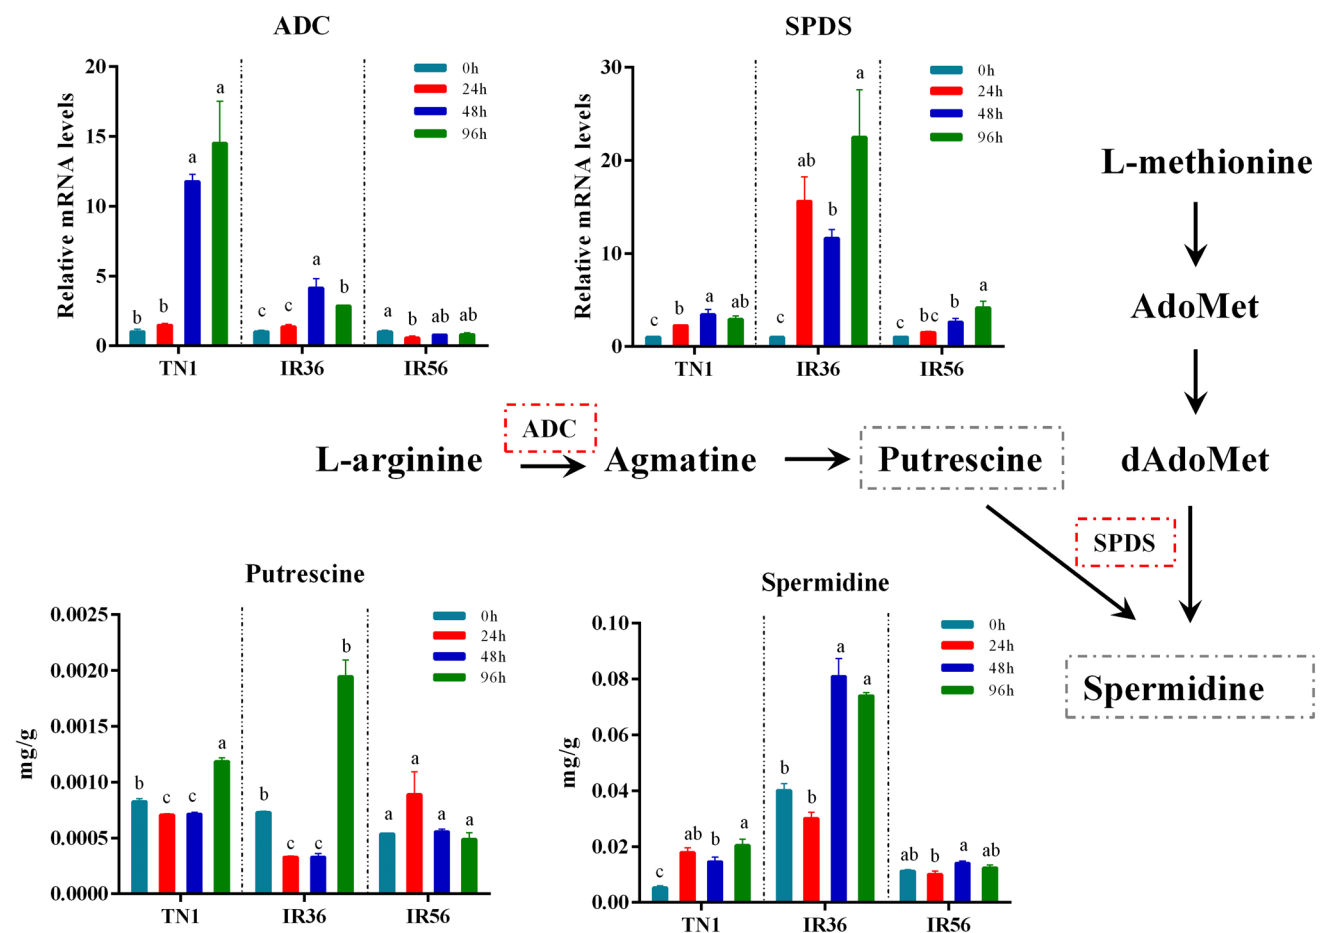 ADC
Relative mRNA levels
20
15
10
5
0
0h
24h
48h
96h
b b a a
c c a b
a b ab ab
TN1 IR36 IR56
SPDS
Relative mRNA levels
30
20
10
0
0h
24h
48h
96h
c b a ab
c ab b a
c bc b a
TN1 IR36 IR56
L-methionine
AdoMet
dAdoMet
L-arginine
ADC
Agmatine
Putrescine
SPDS
Spermidine
Putrescine
mg/g
0.0025
0.0020
0.0015
0.0010
0.0005
0.0000
0h
24h
48h
96h
b c c a
b c c b
a a a a
TN1 IR36 IR56
Spermidine
mg/g
0.10
0.08
0.06
0.04
0.02
0.00
0h
24h
48h
96h
c ab b a
b b a a
ab b a ab
TN1 IR36 IR56